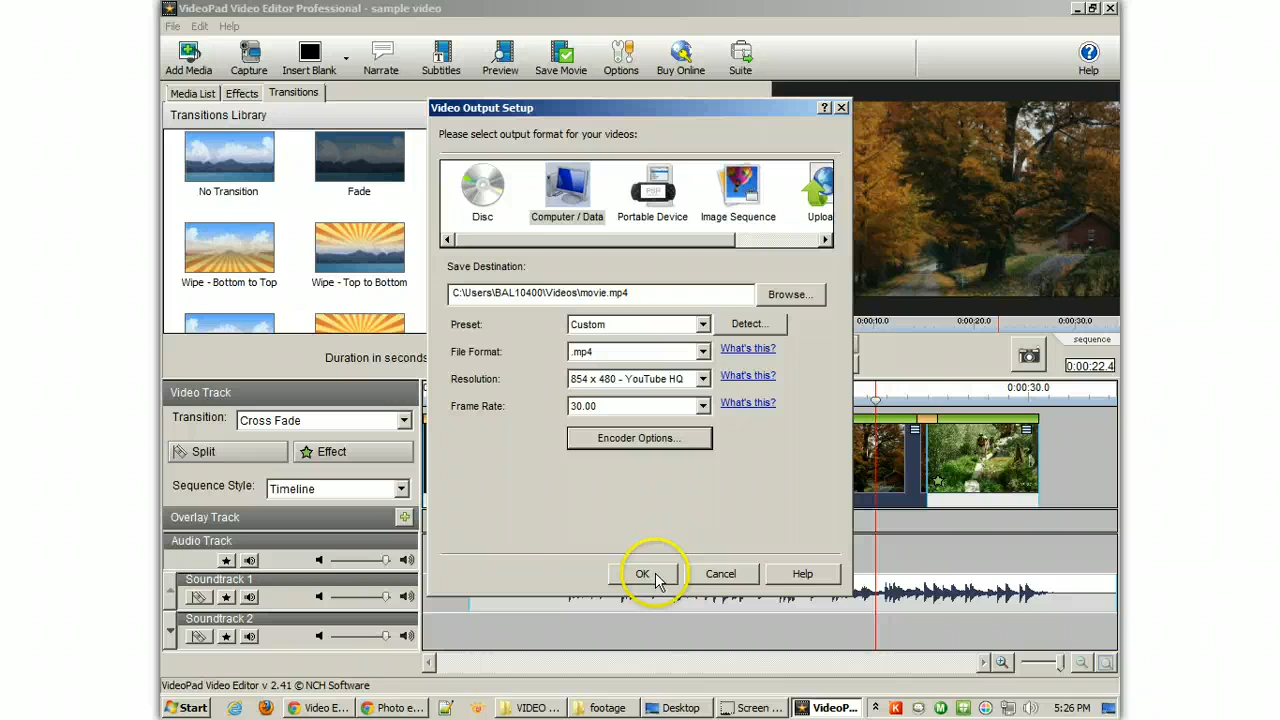 VideoPad Video Editor Professional - sample video
File Edit Help
Add Media Capture Insert Blank Narrate Subtitles Preview Save Movie Options Buy Online Suite Help
Media List Effects Transitions
Transitions Library
No Transition Fade
Wipe - Bottom to Top Wipe - Top to Bottom
Duration in seconds
Video Output Setup
Please select output format for your videos:
Disc Computer / Data Portable Device Image Sequence Uploa
PSP
Save Destination:
C:\Users\BAL10400\Videos\movie.mp4 Browse...
Preset: Custom Detect...
File Format: .mp4 What's this?
Resolution: 854 x 480 - YouTube HQ What's this?
Frame Rate: 30.00 What's this?
Encoder Options...
OK Cancel Help
0:00:10.0 0:00:20.0 0:00:30.0
sequence
0:00:22.4
0:00:30.0
Video Track
Transition: Cross Fade
Split Effect
Sequence Style: Timeline
Overlay Track
Audio Track
Soundtrack 1
Soundtrack 2
VideoPad Video Editor v 2.41 © NCH Software
Start Video E... Photo e... VIDEO ... footage Desktop Screen ... VideoP... 5:26 PM